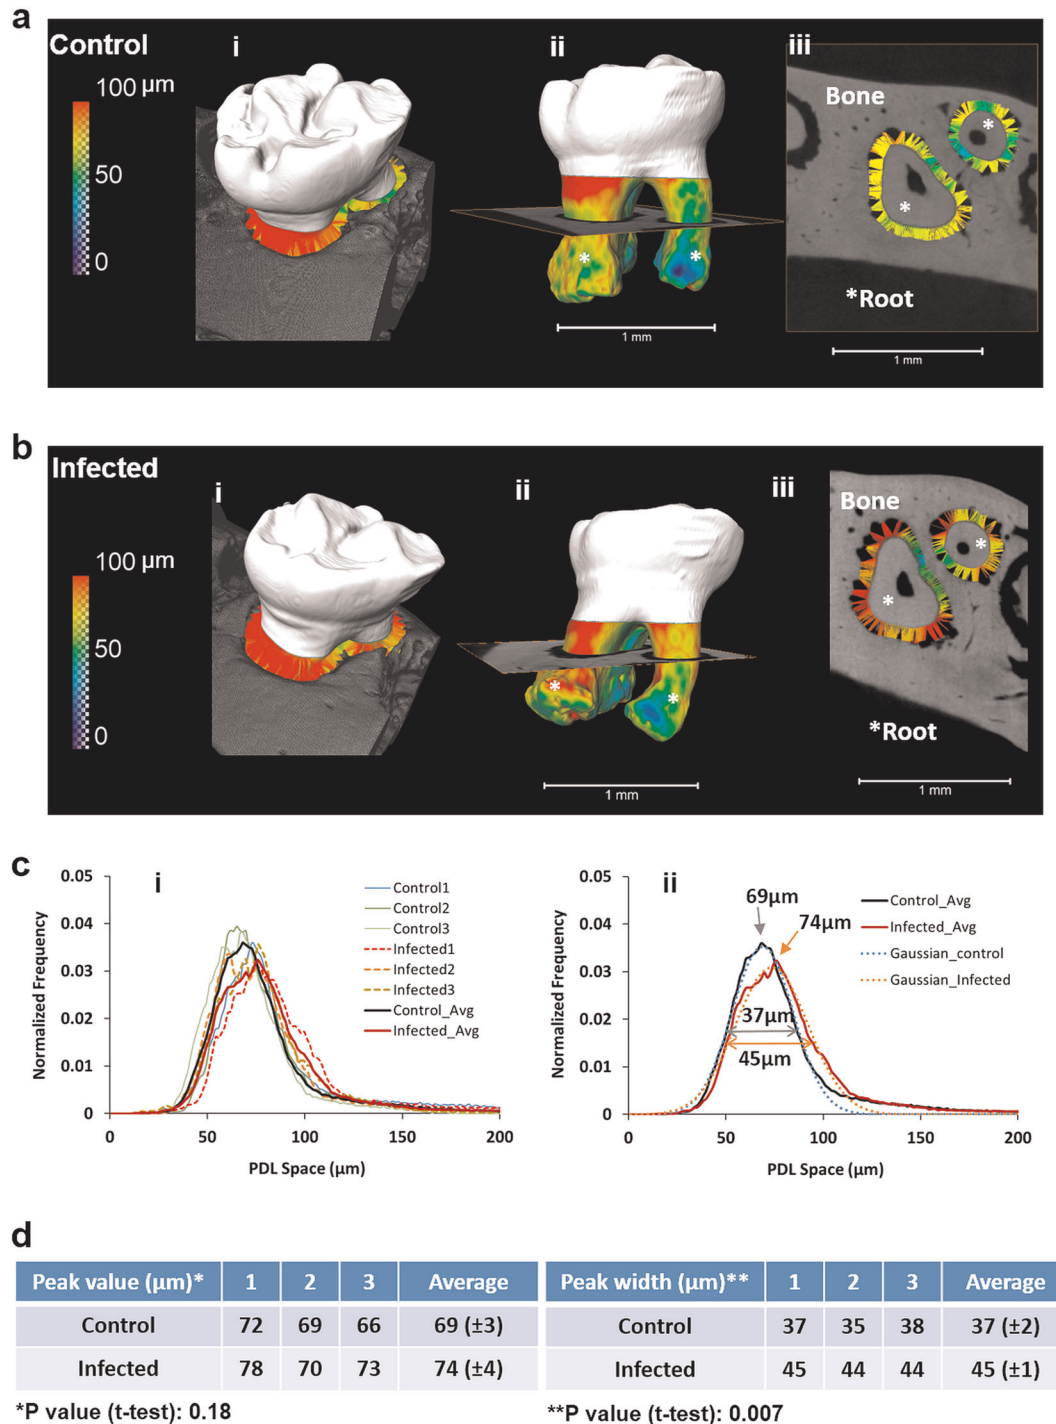 a
Control
i
ii
iii
100 µm
50
0
Bone
*
*
*
*
*Root
1 mm
1 mm
b
Infected
i
ii
iii
100 µm
50
0
Bone
*
*
*
*
*Root
1 mm
1 mm
c
i
Normalized Frequency
0.05
0.04
0.03
0.02
0.01
0
0 50 100 150 200
PDL Space (µm)
Control1
Control2
Control3
Infected1
Infected2
Infected3
Control_Avg
Infected_Avg
ii
Normalized Frequency
0.05
0.04
0.03
0.02
0.01
0
0 50 100 150 200
PDL Space (µm)
69µm
74µm
37µm
45µm
Control_Avg
Infected_Avg
Gaussian_control
Gaussian_Infected
d
Peak value (µm)* 1 2 3 Average
Control 72 69 66 69 (±3)
Infected 78 70 73 74 (±4)
*P value (t-test): 0.18
Peak width (µm)** 1 2 3 Average
Control 37 35 38 37 (±2)
Infected 45 44 44 45 (±1)
**P value (t-test): 0.007